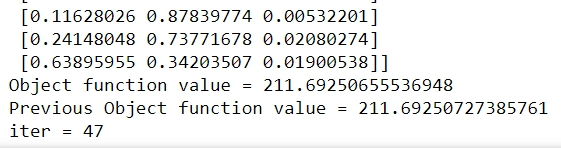 [0.11628026 0.87839774 0.00532201]
[0.24148048 0.73771678 0.02080274]
[0.63895955 0.34203507 0.01900538]]
Object function value = 211.69250655536948
Previous Object function value = 211.69250727385761
iter = 47